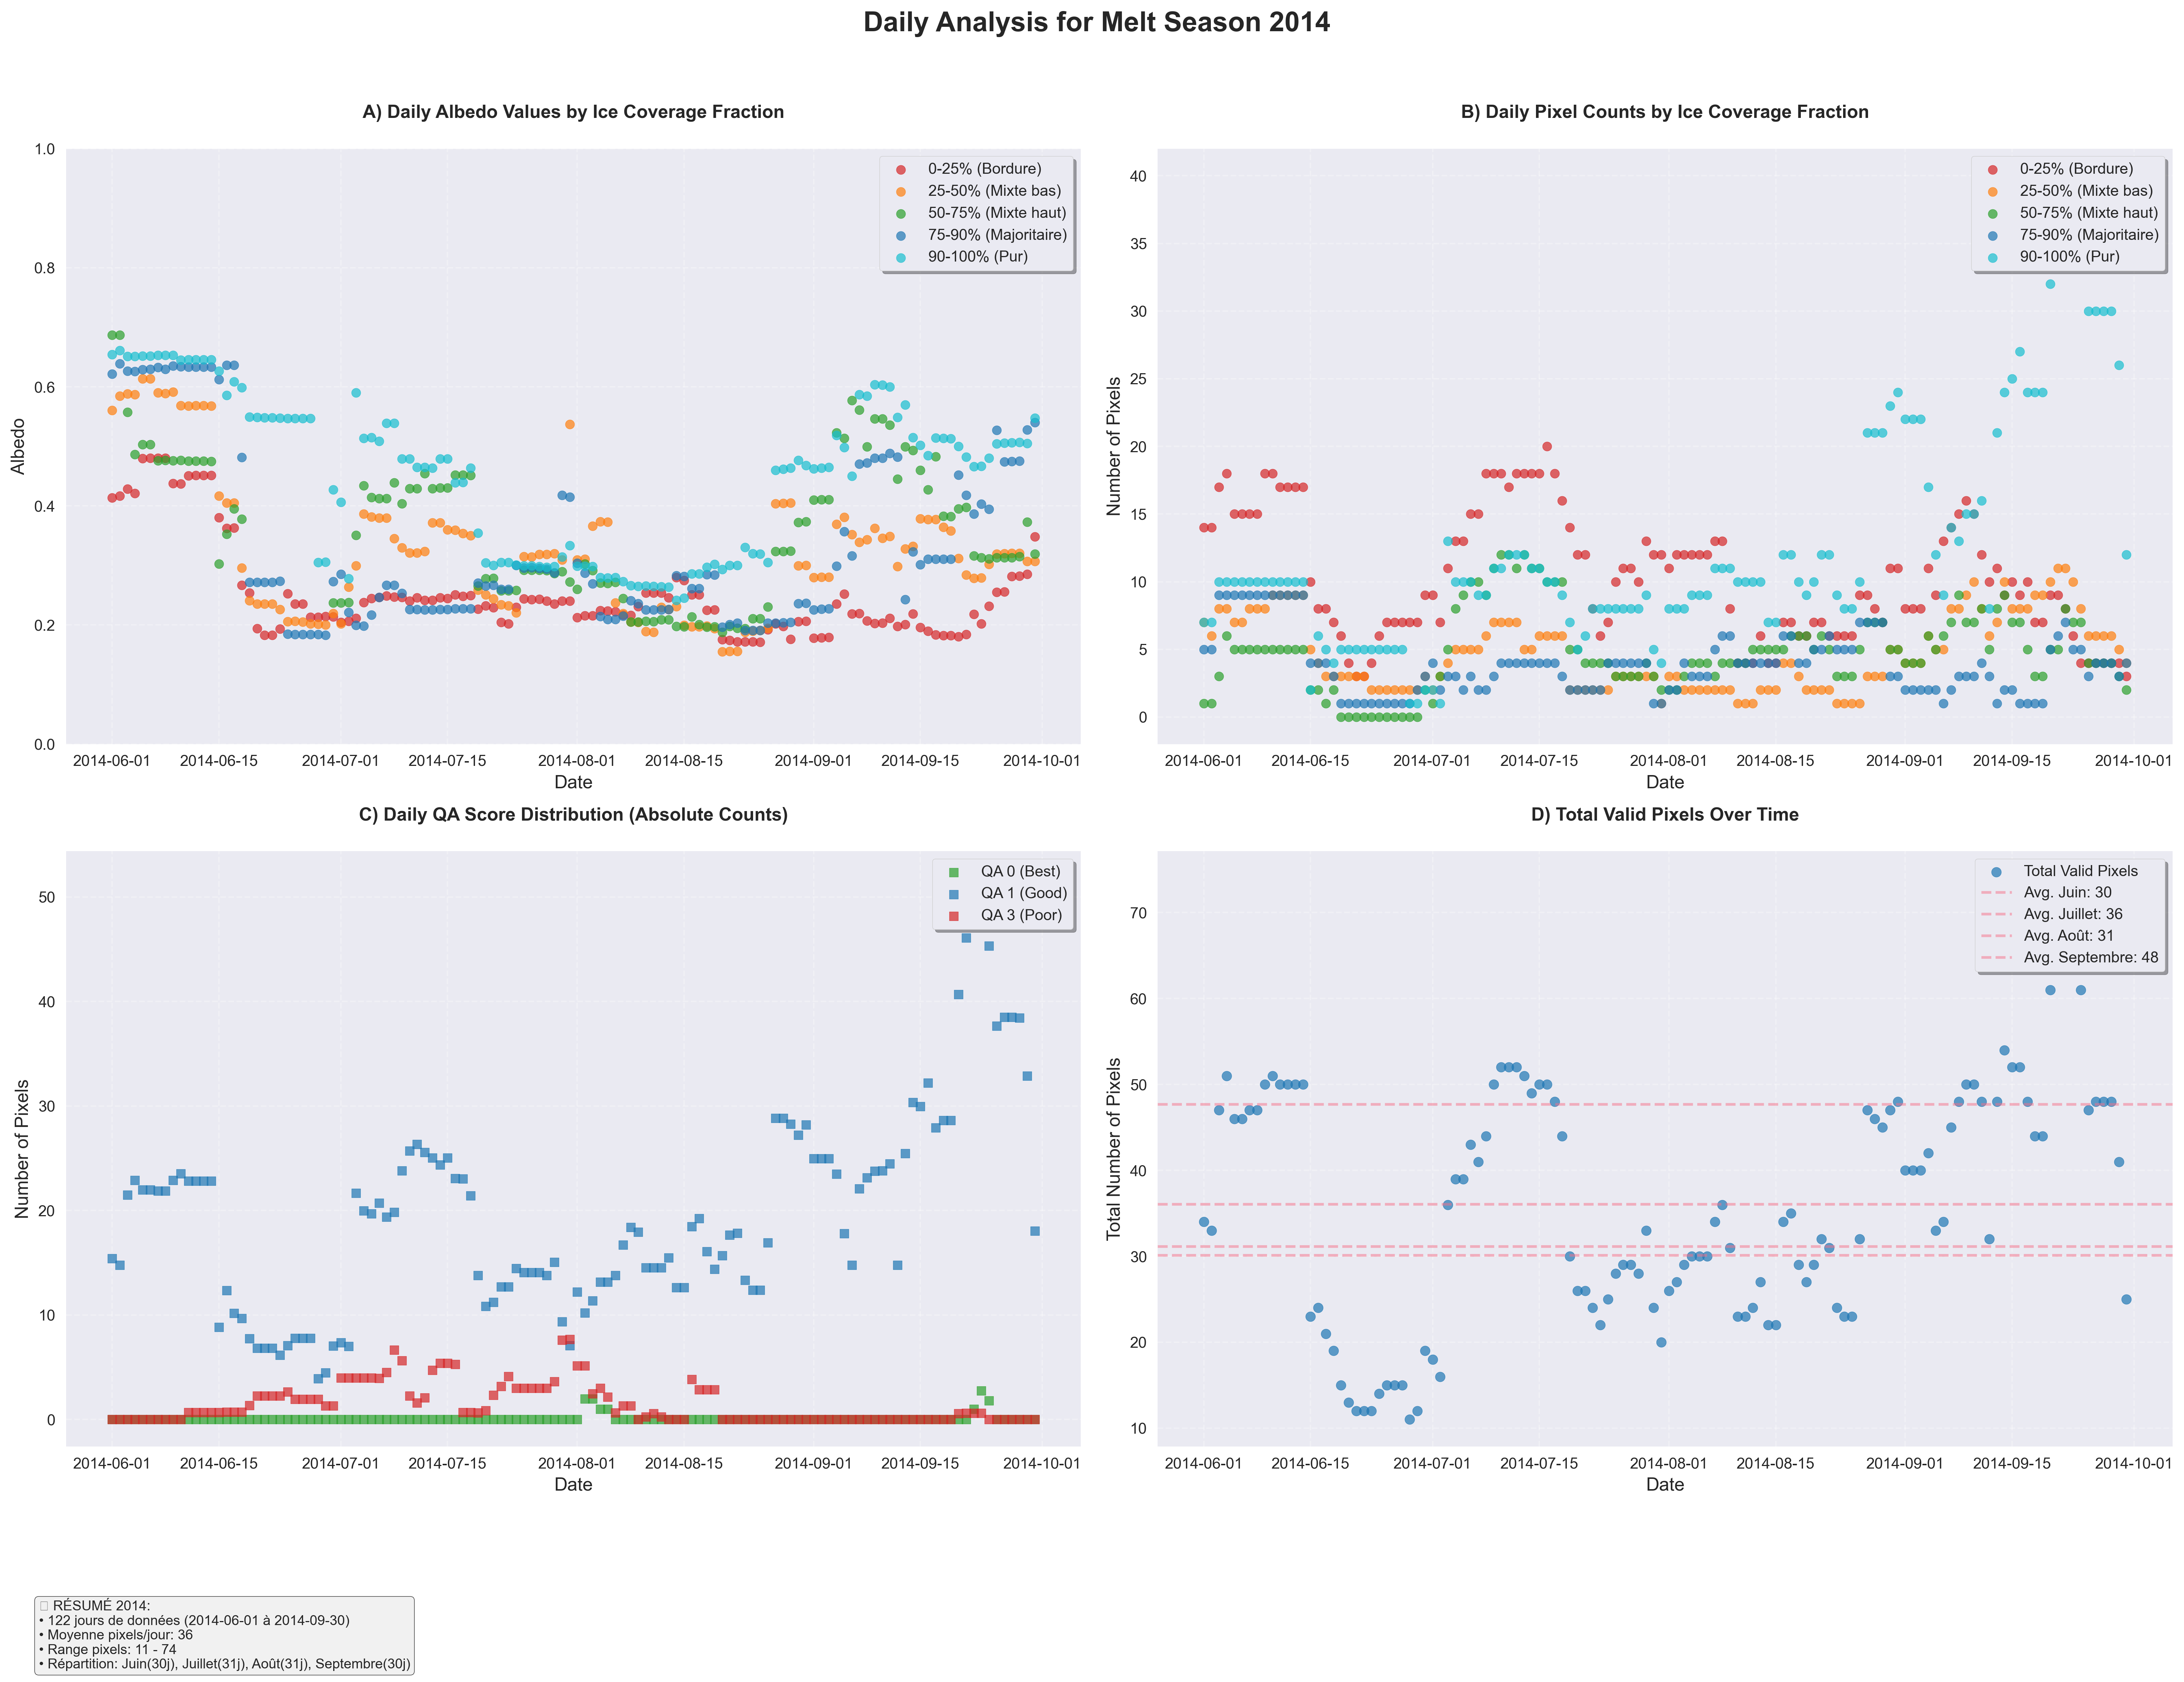 Daily Analysis for Melt Season 2014
A) Daily Albedo Values by Ice Coverage Fraction
1.0
0.8
0.6
0.4
0.2
0.0
Albedo
0-25% (Bordure)
25-50% (Mixte bas)
50-75% (Mixte haut)
75-90% (Majoritaire)
90-100% (Pur)
2014-06-01
2014-06-15
2014-07-01
2014-07-15
2014-08-01
2014-08-15
2014-09-01
2014-09-15
2014-10-01
Date
B) Daily Pixel Counts by Ice Coverage Fraction
40
35
30
25
20
15
10
5
0
Number of Pixels
0-25% (Bordure)
25-50% (Mixte bas)
50-75% (Mixte haut)
75-90% (Majoritaire)
90-100% (Pur)
2014-06-01
2014-06-15
2014-07-01
2014-07-15
2014-08-01
2014-08-15
2014-09-01
2014-09-15
2014-10-01
Date
C) Daily QA Score Distribution (Absolute Counts)
50
40
30
20
10
0
Number of Pixels
QA 0 (Best)
QA 1 (Good)
QA 3 (Poor)
2014-06-01
2014-06-15
2014-07-01
2014-07-15
2014-08-01
2014-08-15
2014-09-01
2014-09-15
2014-10-01
Date
D) Total Valid Pixels Over Time
70
60
50
40
30
20
10
Total Number of Pixels
Total Valid Pixels
Avg. Juin: 30
Avg. Juillet: 36
Avg. Août: 31
Avg. Septembre: 48
2014-06-01
2014-06-15
2014-07-01
2014-07-15
2014-08-01
2014-08-15
2014-09-01
2014-09-15
2014-10-01
Date
RÉSUMÉ 2014:
• 122 jours de données (2014-06-01 à 2014-09-30)
• Moyenne pixels/jour: 36
• Range pixels: 11 - 74
• Répartition: Juin(30j), Juillet(31j), Août(31j), Septembre(30j)